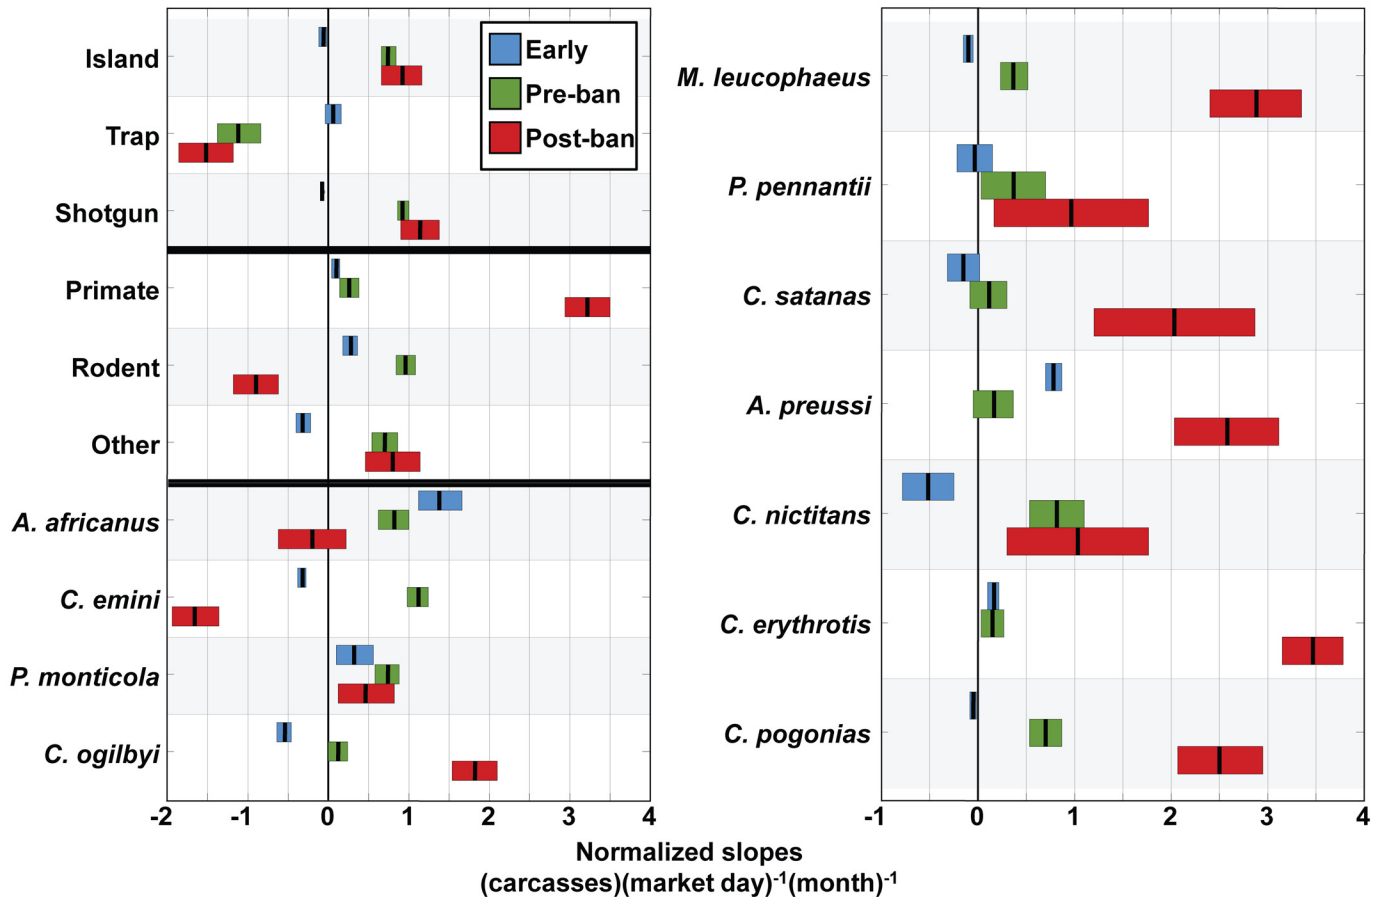 Island
Trap
Shotgun
Primate
Rodent
Other
A. africanus
C. emini
P. monticola
C. ogilbyi
Early
Pre-ban
Post-ban
-2 -1 0 1 2 3 4
M. leucophaeus
P. pennantii
C. satanas
A. preussi
C. nictitans
C. erythrotis
C. pogonias
-1 0 1 2 3 4
Normalized slopes
(carcasses)(market day)⁻¹(month)⁻¹